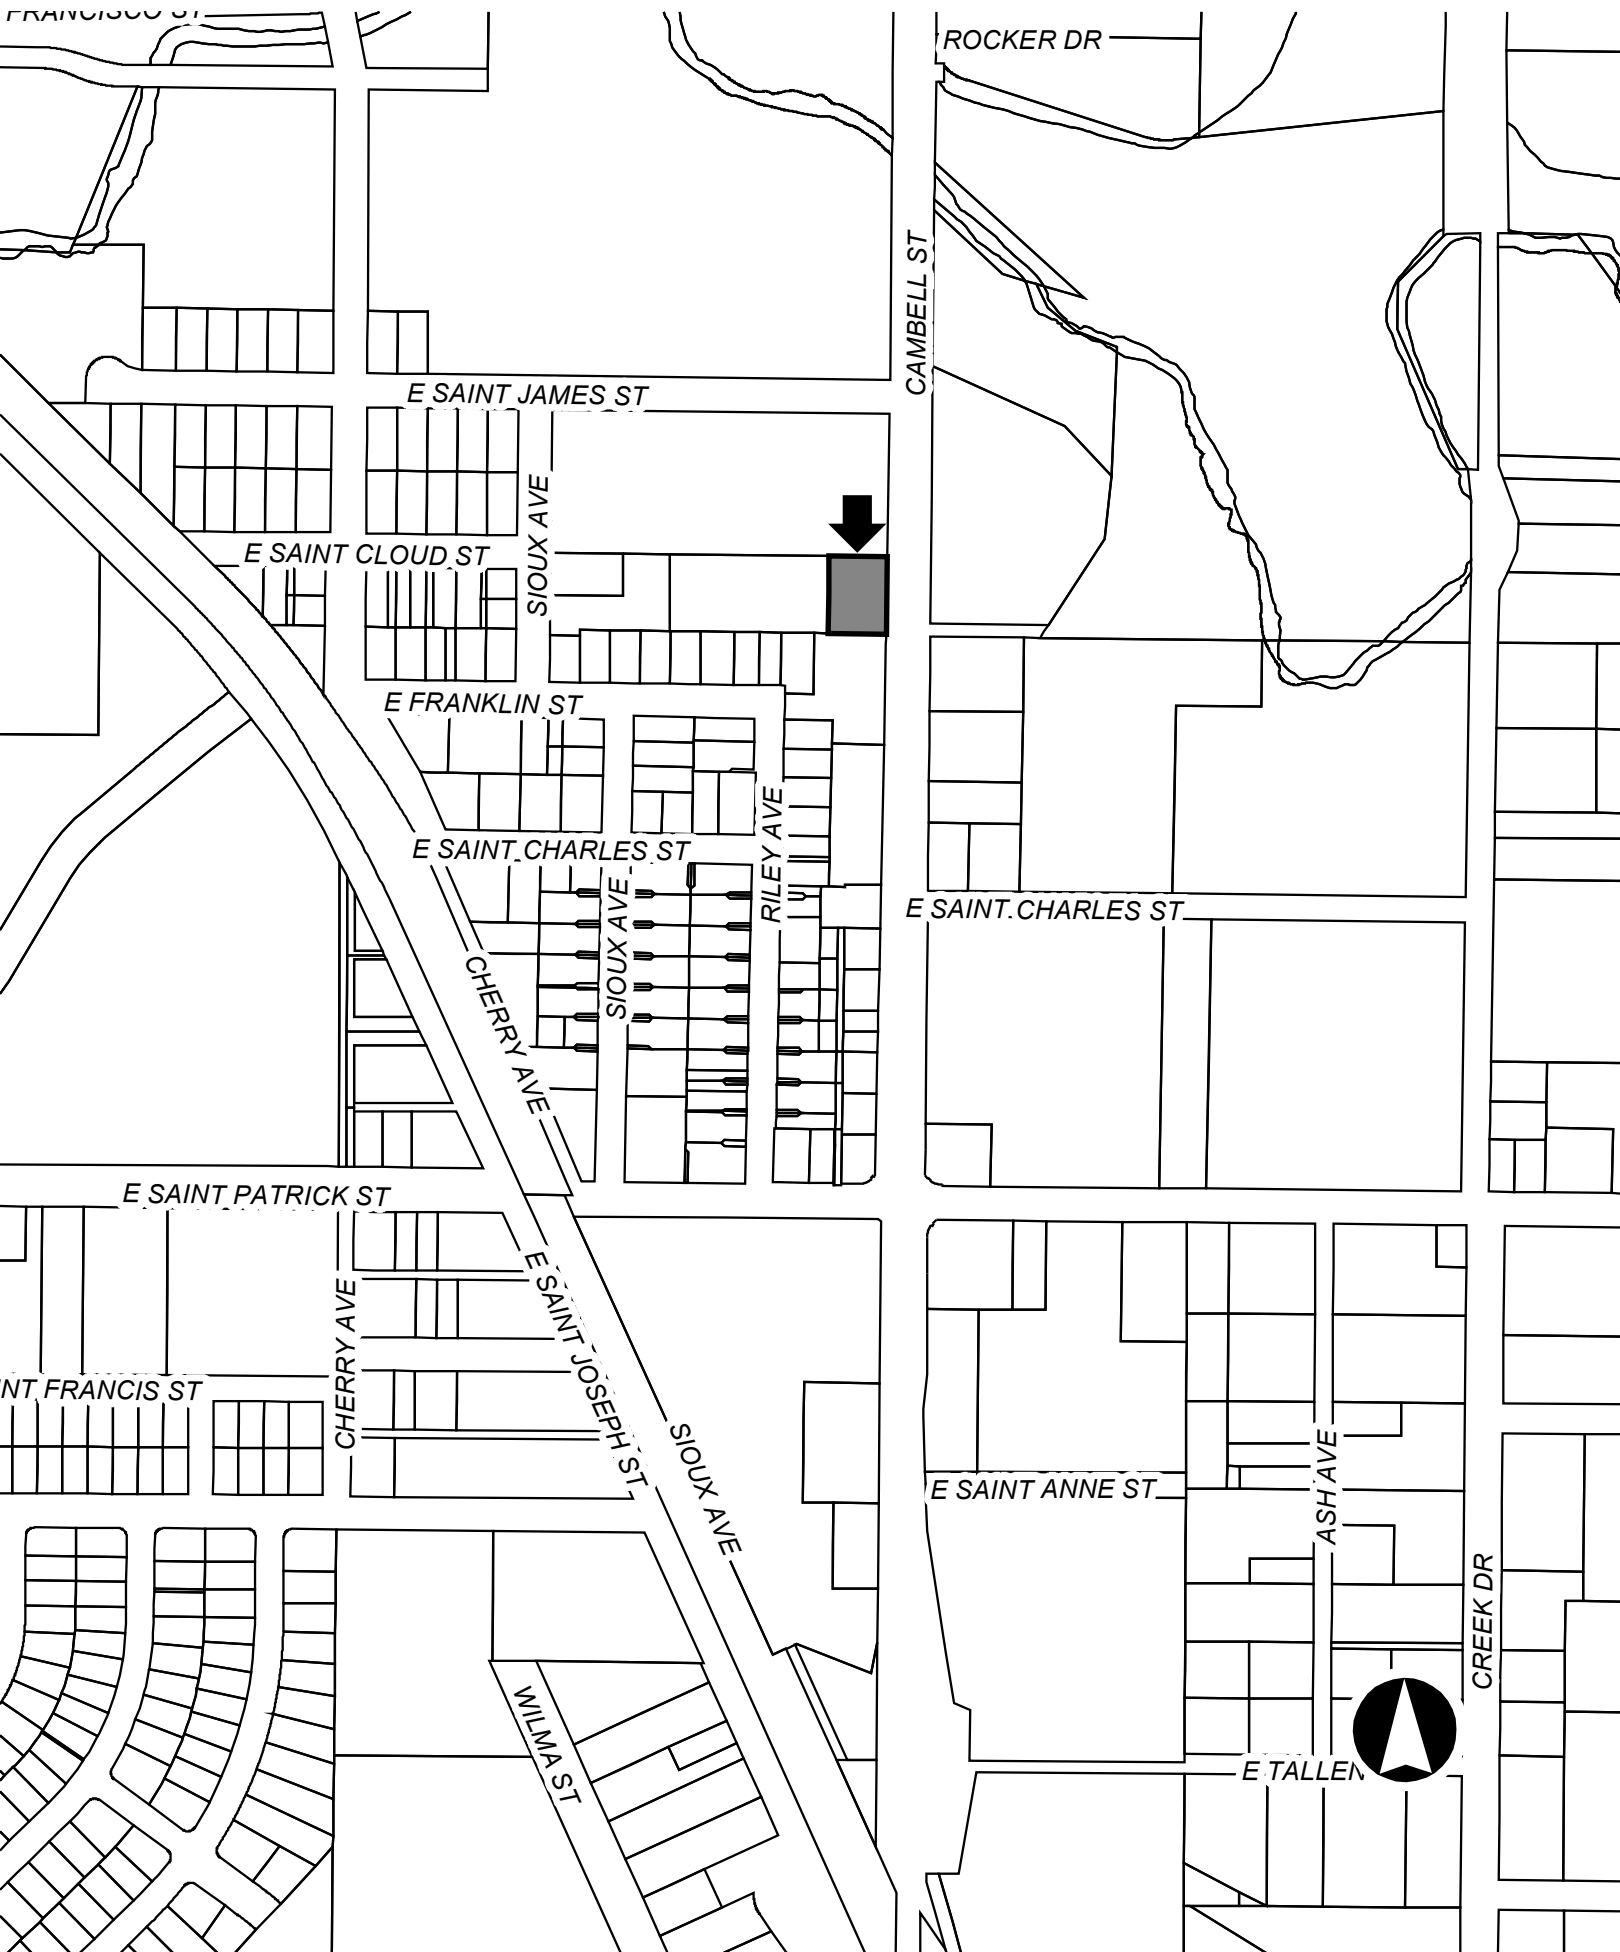 FRANCISCO ST
ROCKER DR
CAMBELL ST
E SAINT JAMES ST
SIOUX AVE
E SAINT CLOUD ST
E FRANKLIN ST
RILEY AVE
E SAINT CHARLES ST
SIOUX AVE
E SAINT CHARLES ST
CHERRY AVE
E SAINT PATRICK ST
E SAINT JOSEPH ST
CHERRY AVE
NT FRANCIS ST
SIOUX AVE
E SAINT ANNE ST
ASH AVE
CREEK DR
WILMA ST
E TALLEN